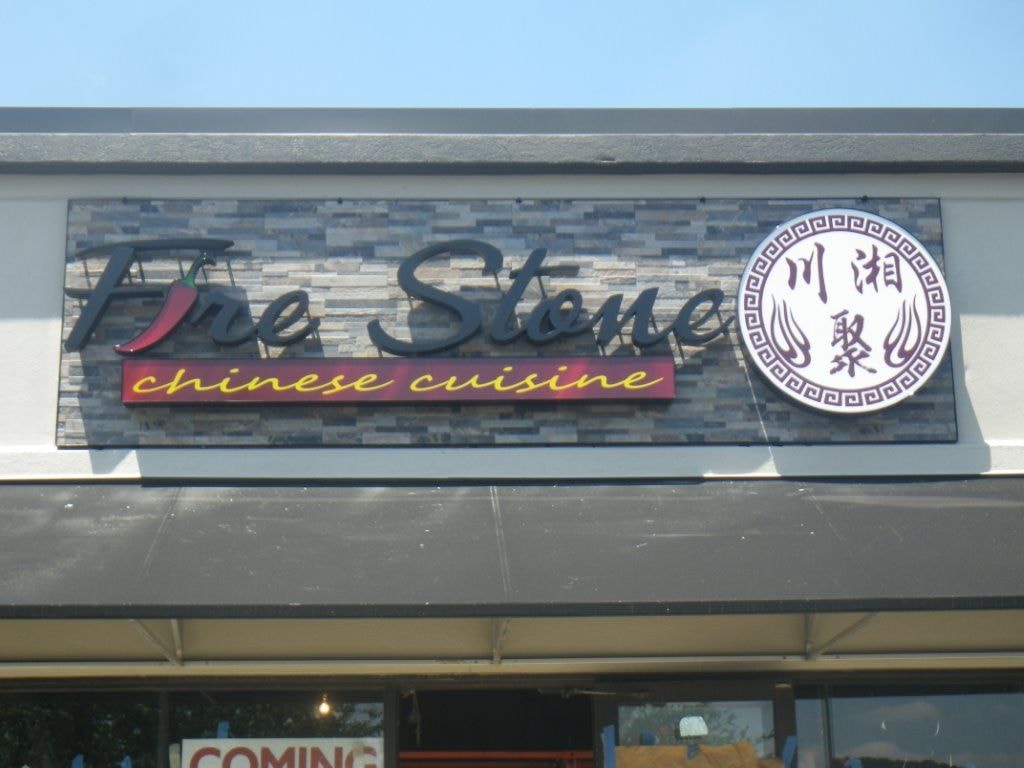 Fire Stone
chinese cuisine
川湘
聚
COMING